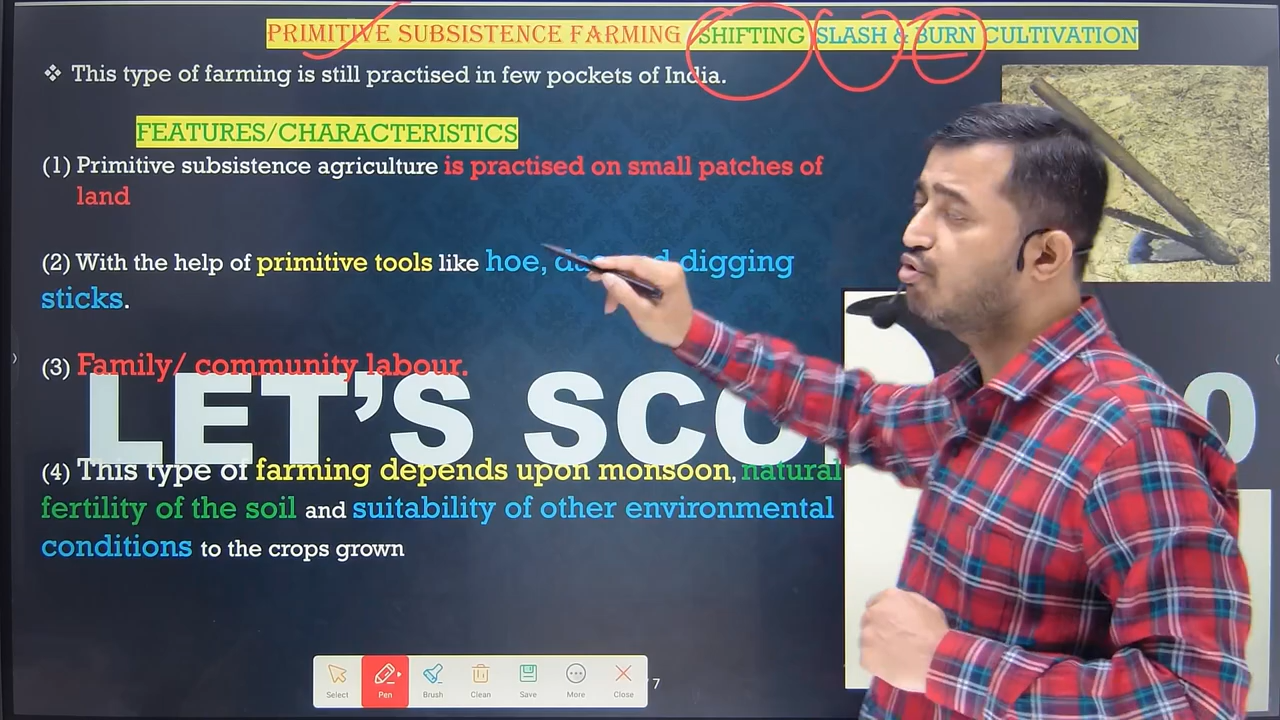 PRIMITIVE SUBSISTENCE FARMING / SHIFTING SLASH & BURN CULTIVATION
❖ This type of farming is still practised in few pockets of India.
FEATURES/CHARACTERISTICS
(1) Primitive subsistence agriculture is practised on small patches of
land
(2) With the help of primitive tools like hoe, digging
sticks.
(3) Family/ community labour.
LET'S SCO 0
(4) This type of farming depends upon monsoon, natural
fertility of the soil and suitability of other environmental
conditions to the crops grown
Select Pen Brush Clean Save More Close
/ 7